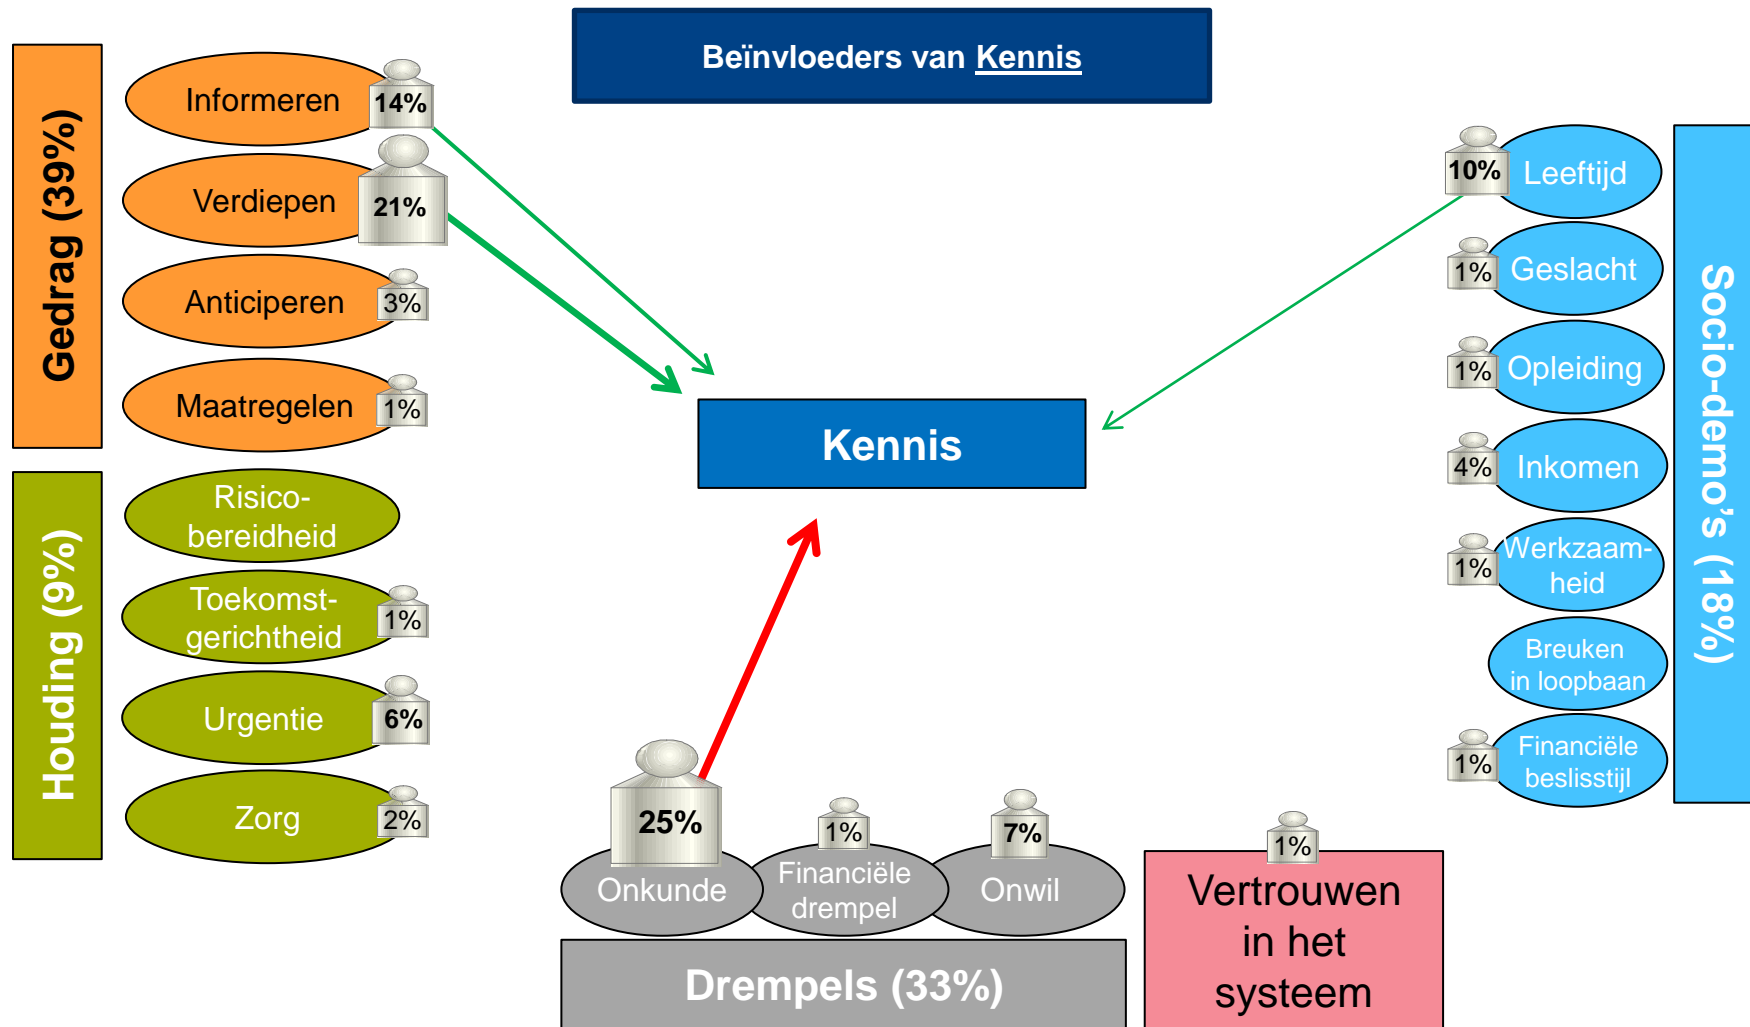 Beïnvloeders van Kennis
Gedrag (39%)
Informeren
14%
Verdiepen
21%
Anticiperen
3%
Maatregelen
1%
Houding (9%)
Risico-
bereidheid
Toekomst-
gerichtheid
1%
Urgentie
6%
Zorg
2%
Kennis
Socio-demo's (18%)
10%
Leeftijd
1%
Geslacht
1%
Opleiding
4%
Inkomen
1%
Werkzaam-
heid
Breuken
in loopbaan
1%
Financiële
beslisstijl
25%
Onkunde
1%
Financiële
drempel
7%
Onwil
Drempels (33%)
1%
Vertrouwen
in het
systeem